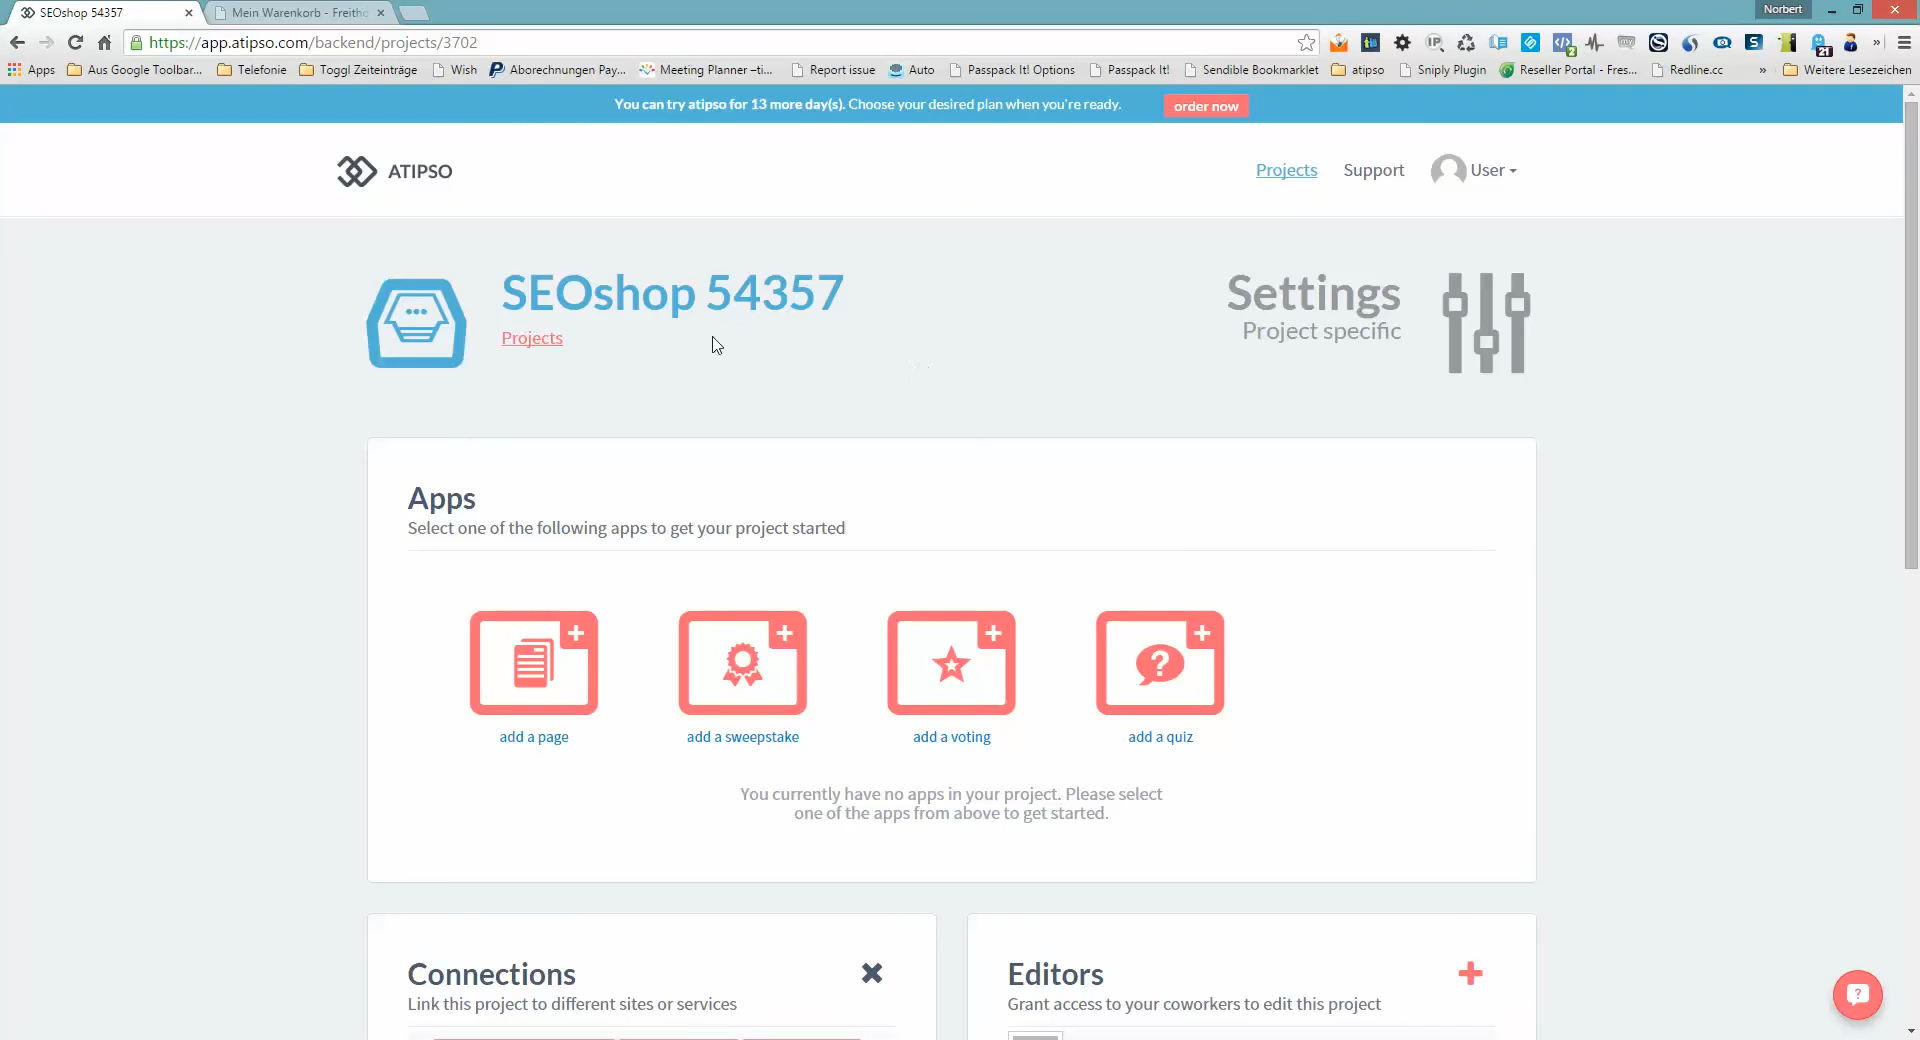 SEOshop 54357
Mein Warenkorb - Freith
Norbert
https://app.atipso.com/backend/projects/3702
Apps
Aus Google Toolbar...
Telefonie
Toggl Zeiteinträge
Wish
Aborechnungen Pay...
Meeting Planner –ti...
Report issue
Auto
Passpack It! Options
Passpack It!
Sendible Bookmarklet
atipso
Sniply Plugin
Reseller Portal - Fres...
Redline.cc
»
Weitere Lesezeichen
You can try atipso for 13 more day(s). Choose your desired plan when you're ready.
order now
ATIPSO
Projects
Support
User
SEOshop 54357
Projects
Settings
Project specific
Apps
Select one of the following apps to get your project started
add a page
add a sweepstake
add a voting
add a quiz
You currently have no apps in your project. Please select
one of the apps from above to get started.
Connections
Link this project to different sites or services
Editors
Grant access to your coworkers to edit this project